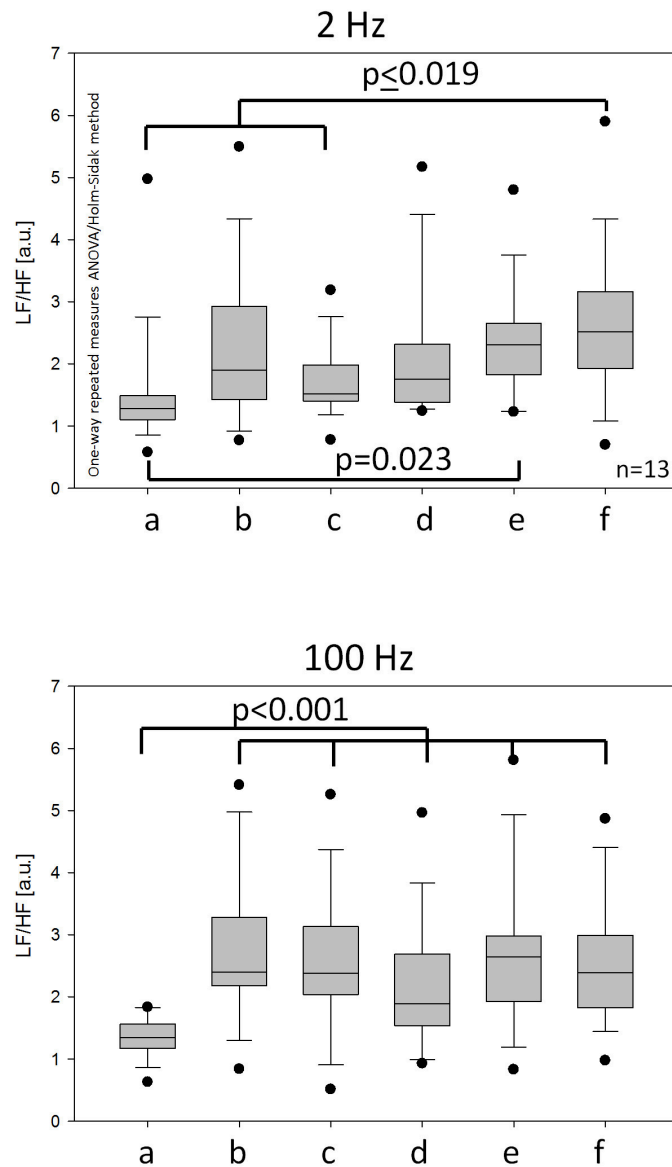 2 Hz
7
6
5
4
3
2
1
0
LF/HF [a.u.]
One-way repeated measures ANOVA/Holm-Sidak method
p≤0.019
p=0.023
n=13
a b c d e f
100 Hz
7
6
5
4
3
2
1
0
LF/HF [a.u.]
p<0.001
a b c d e f